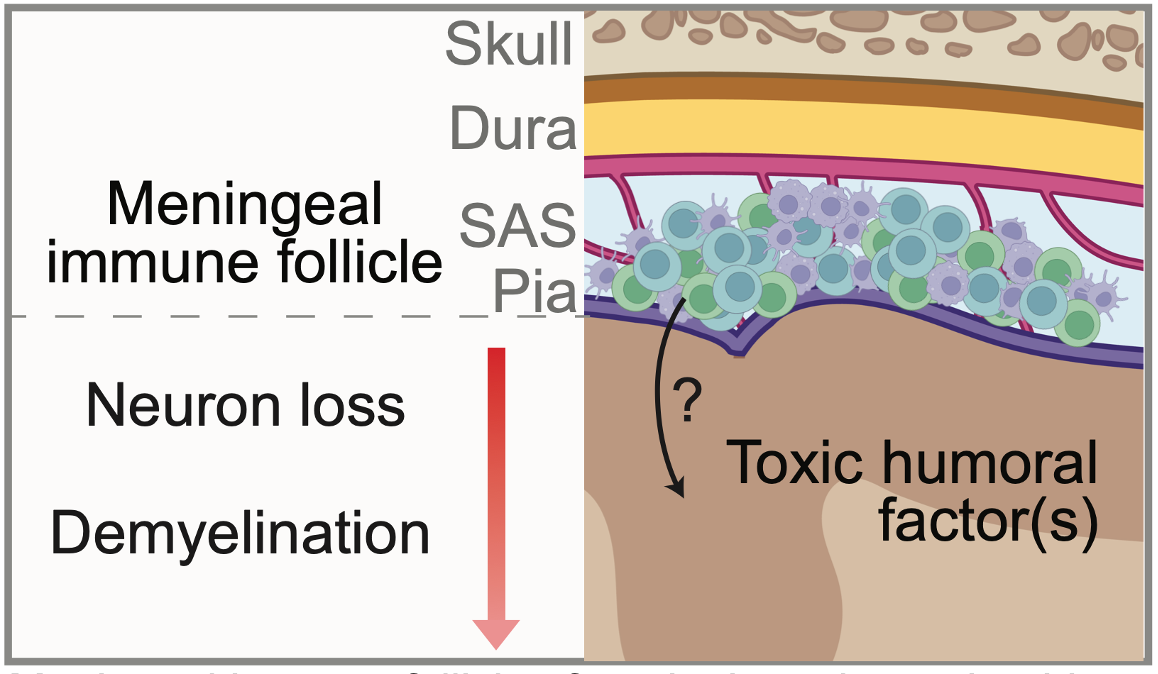 Skull
Dura
SAS
Pia
Meningeal
immune follicle
Neuron loss
Demyelination
?
Toxic humoral
factor(s)